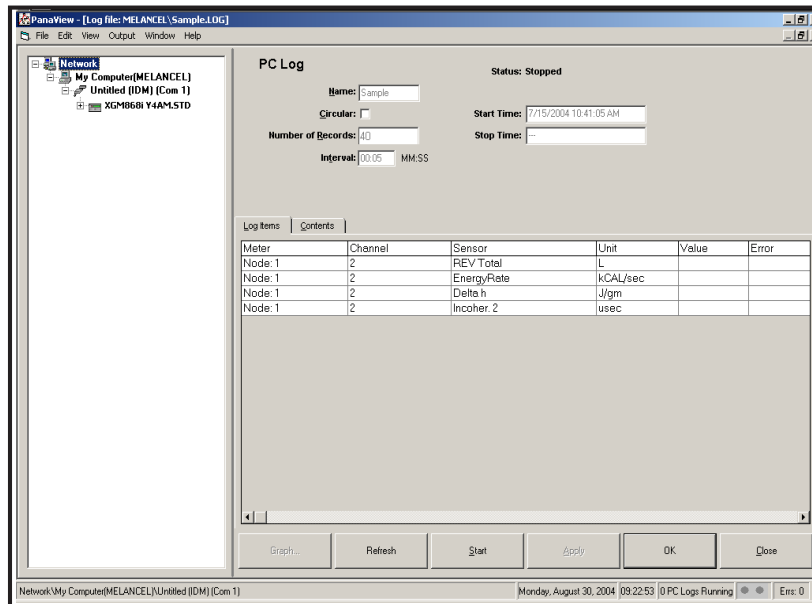 PanaView - [Log file: MELANCEL\Sample.LOG]
File Edit View Output Window Help
Network
My Computer(MELANCEL)
Untitled (IDM) (Com 1)
XGM868i Y4AM.STD
PC Log
Status: Stopped
Name: Sample
Circular:
Start Time: 7/15/2004 10:41:05 AM
Number of Records: 40
Stop Time: ---
Interval: 00:05 MM:SS
Log Items Contents
Meter Channel Sensor Unit Value Error
Node: 1 2 REV Total L
Node: 1 2 EnergyRate kCAL/sec
Node: 1 2 Delta h J/gm
Node: 1 2 Incoher. 2 usec
Graph... Refresh Start Apply OK Close
Network\My Computer(MELANCEL)\Untitled (IDM) (Com 1) Monday, August 30, 2004 09:22:53 0 PC Logs Running Errs: 0